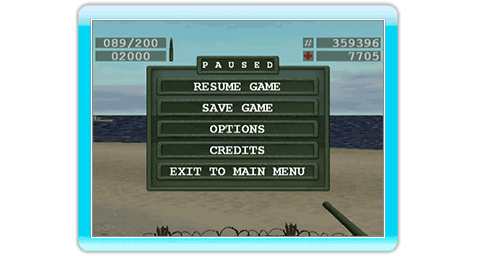 089/200
02000
# 359396
7705
PAUSED
RESUME GAME
SAVE GAME
OPTIONS
CREDITS
EXIT TO MAIN MENU